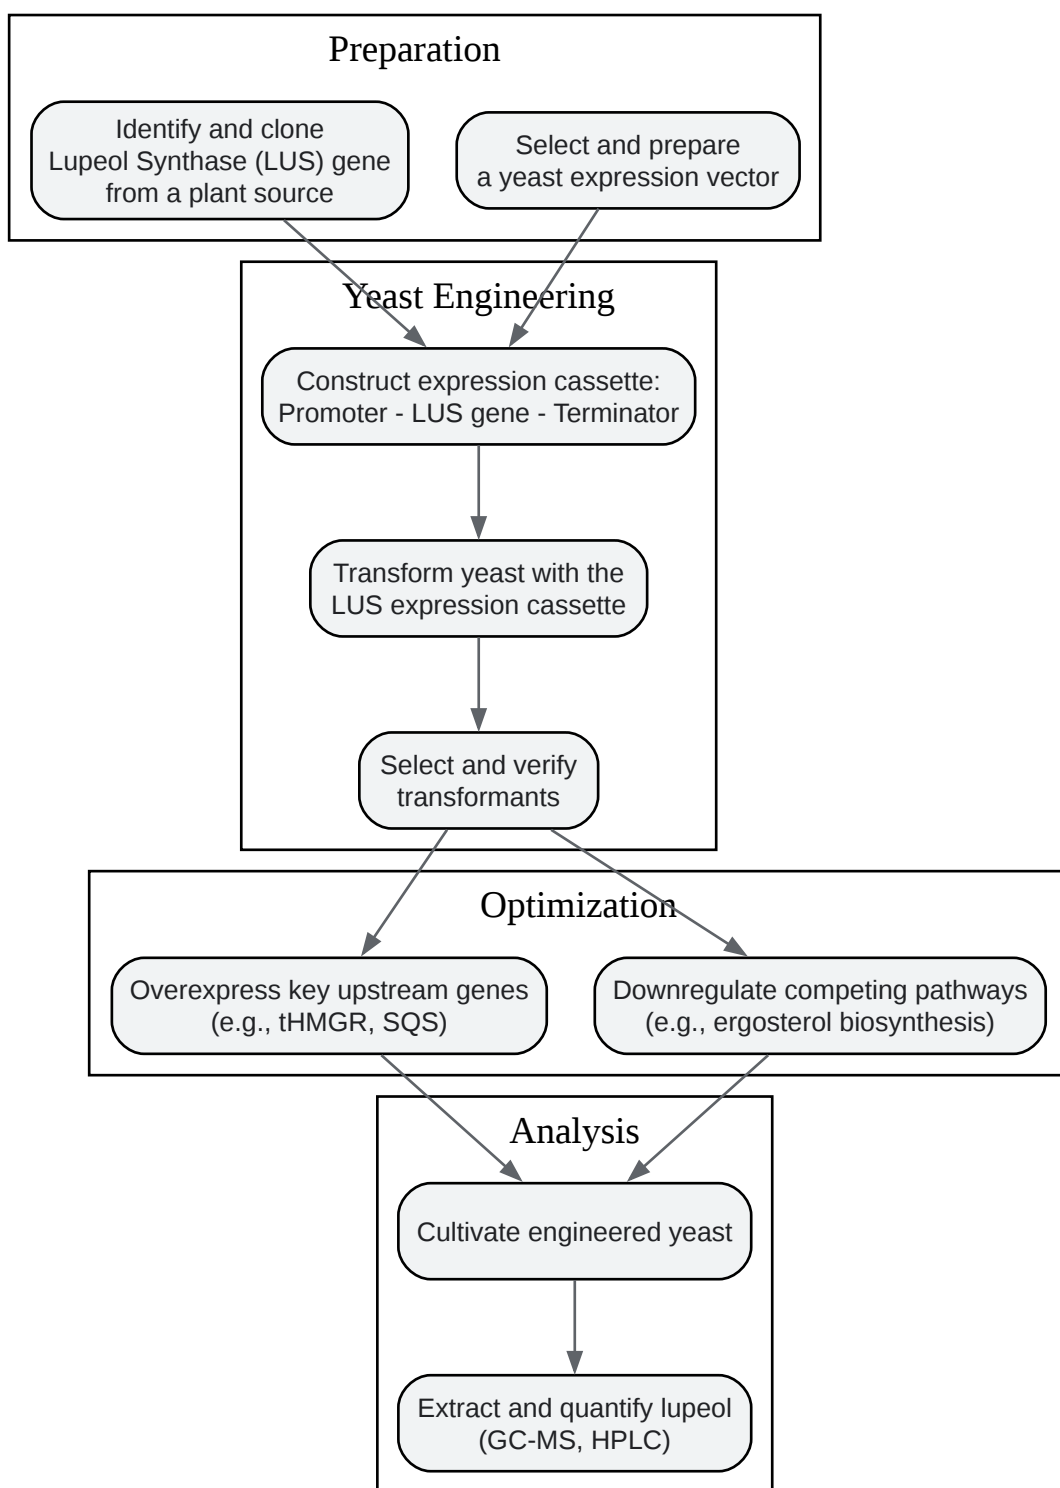 Preparation
Identify and clone
Lupeol Synthase (LUS) gene
from a plant source
Select and prepare
a yeast expression vector
Yeast Engineering
Construct expression cassette:
Promoter - LUS gene - Terminator
Transform yeast with the
LUS expression cassette
Select and verify
transformants
Optimization
Overexpress key upstream genes
(e.g., tHMGR, SQS)
Downregulate competing pathways
(e.g., ergosterol biosynthesis)
Analysis
Cultivate engineered yeast
Extract and quantify lupeol
(GC-MS, HPLC)